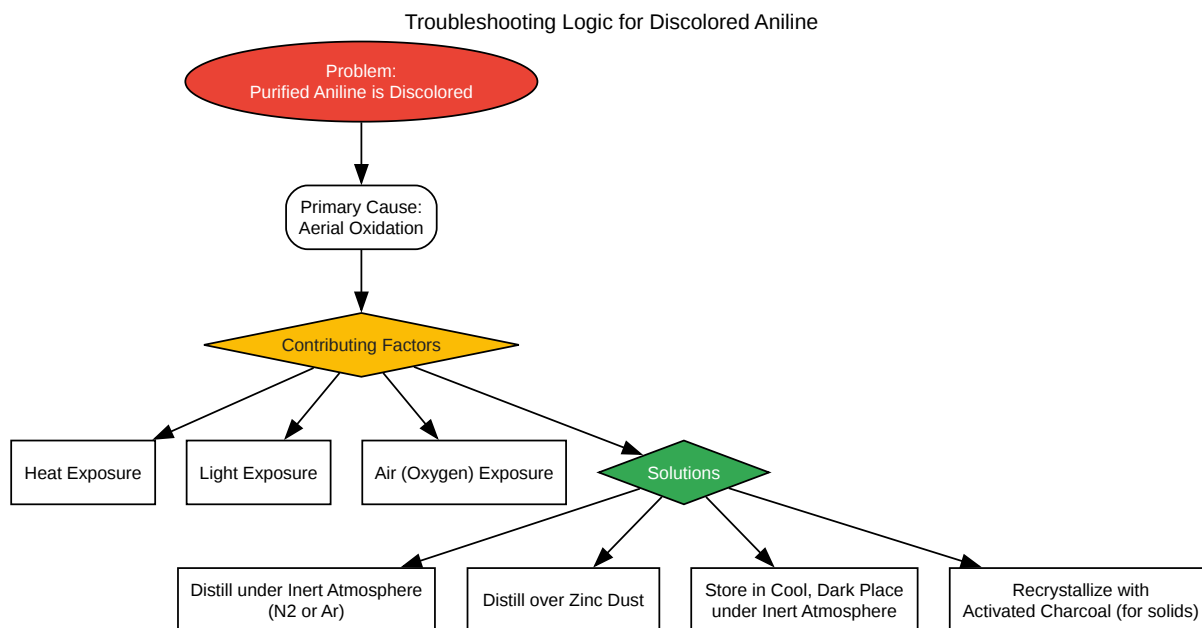 Troubleshooting Logic for Discolored Aniline
Problem:
Purified Aniline is Discolored
Primary Cause:
Aerial Oxidation
Contributing Factors
Heat Exposure
Light Exposure
Air (Oxygen) Exposure
Solutions
Distill under Inert Atmosphere
(N2 or Ar)
Distill over Zinc Dust
Store in Cool, Dark Place
under Inert Atmosphere
Recrystallize with
Activated Charcoal (for solids)